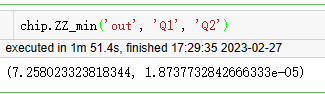 chip.ZZ_min('out', 'Q1', 'Q2')
executed in 1m 51.4s, finished 17:29:35 2023-02-27
(7.258023323818344, 1.8737732842666333e-05)